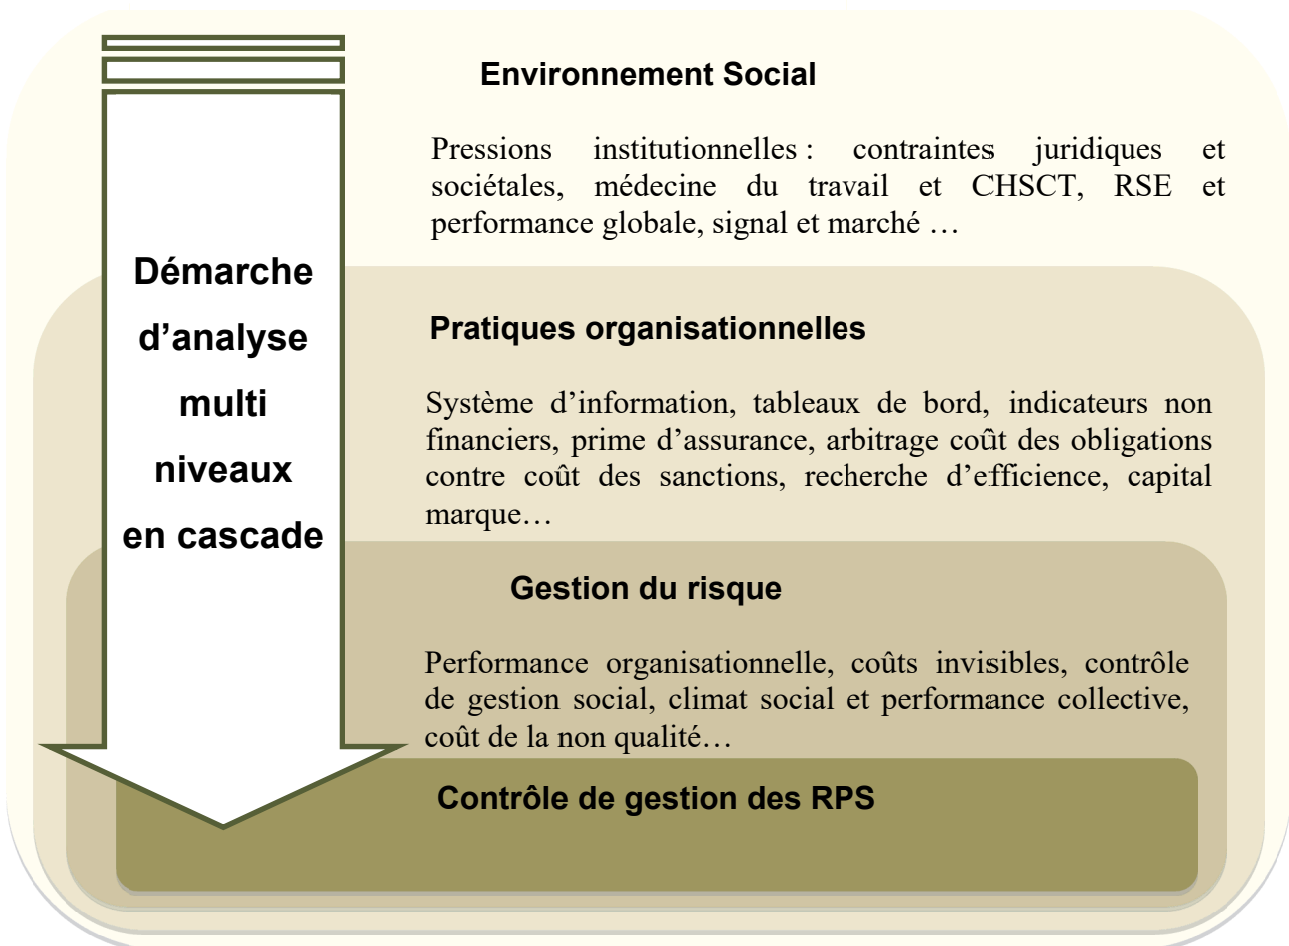 Environnement Social
Pressions institutionnelles : contraintes juridiques et
sociétales, médecine du travail et CHSCT, RSE et
performance globale, signal et marché …
Démarche
d’analyse
multi
niveaux
en cascade
Pratiques organisationnelles
Système d’information, tableaux de bord, indicateurs non
financiers, prime d’assurance, arbitrage coût des obligations
contre coût des sanctions, recherche d’efficience, capital
marque…
Gestion du risque
Performance organisationnelle, coûts invisibles, contrôle
de gestion social, climat social et performance collective,
coût de la non qualité…
Contrôle de gestion des RPS